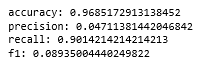 accuracy: 0.9685172913138452
precision: 0.04711381442046842
recall: 0.9014214214214213
f1: 0.08935004440249822